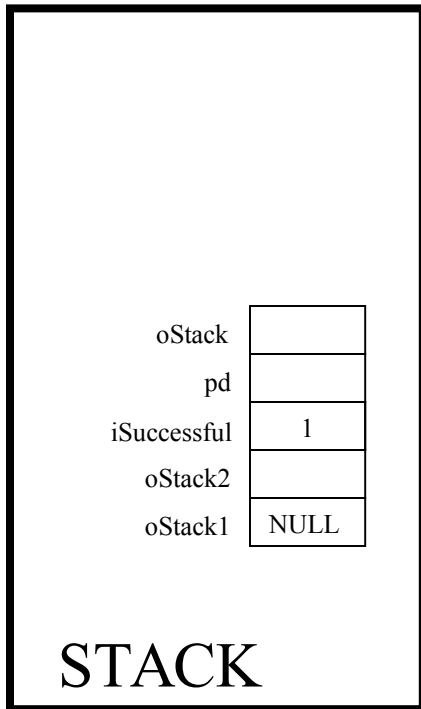 oStack
pd
iSuccessful 1
oStack2
oStack1 NULL
STACK